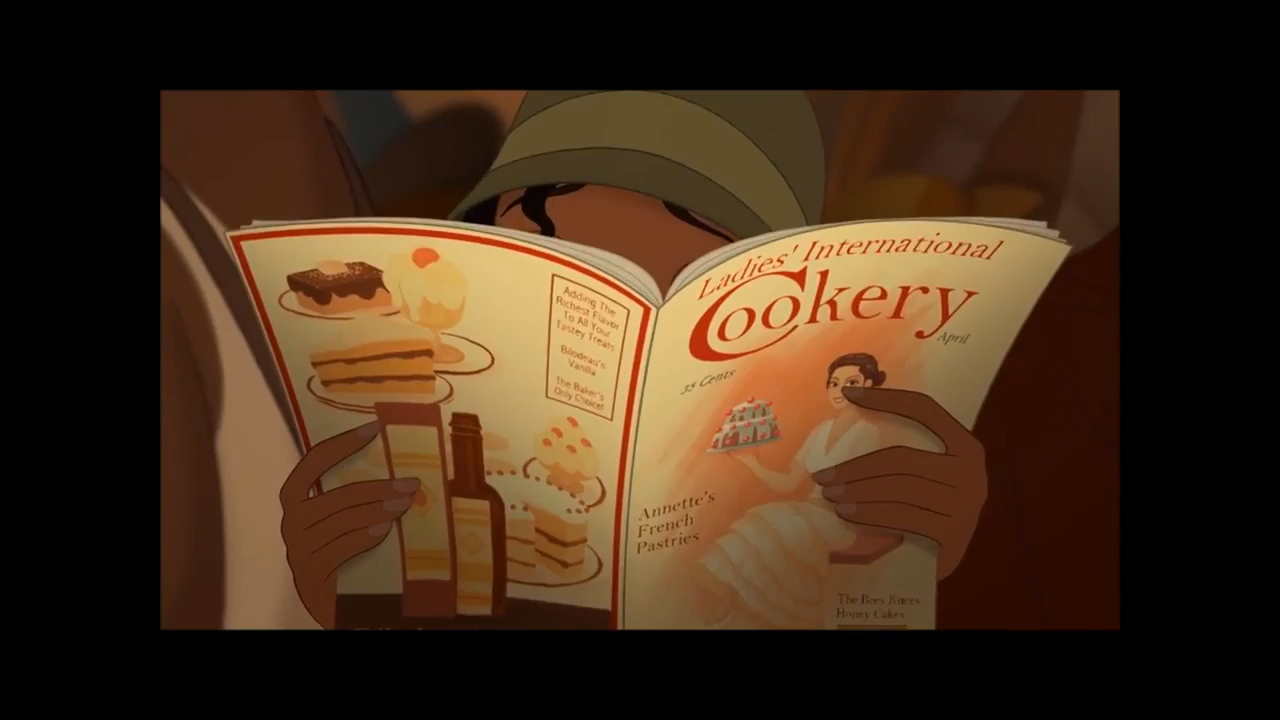 Adding The
Richest Flavor
To All Your
Tastey Treats
Bilodeau's
Vanilla
The Baker's
Only Choice!
Ladies' International
Cookery
April
35 Cents
Annette's
French
Pastries
The Bees Knees
Honey Cakes